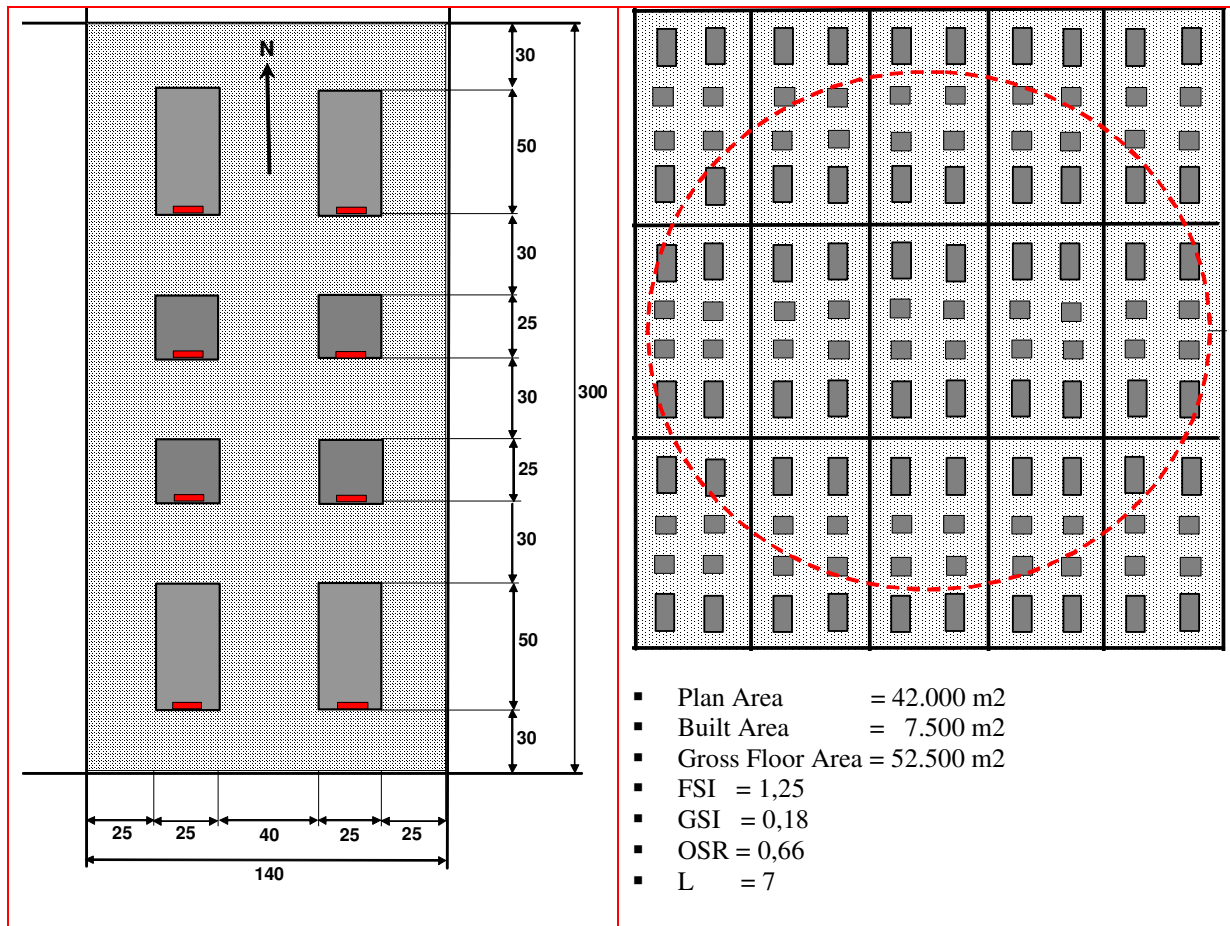 N
30
50
30
25
30
25
30
50
30
300
25
25
40
25
25
140
▪ Plan Area = 42.000 m2
▪ Built Area = 7.500 m2
▪ Gross Floor Area = 52.500 m2
▪ FSI = 1,25
▪ GSI = 0,18
▪ OSR = 0,66
▪ L = 7